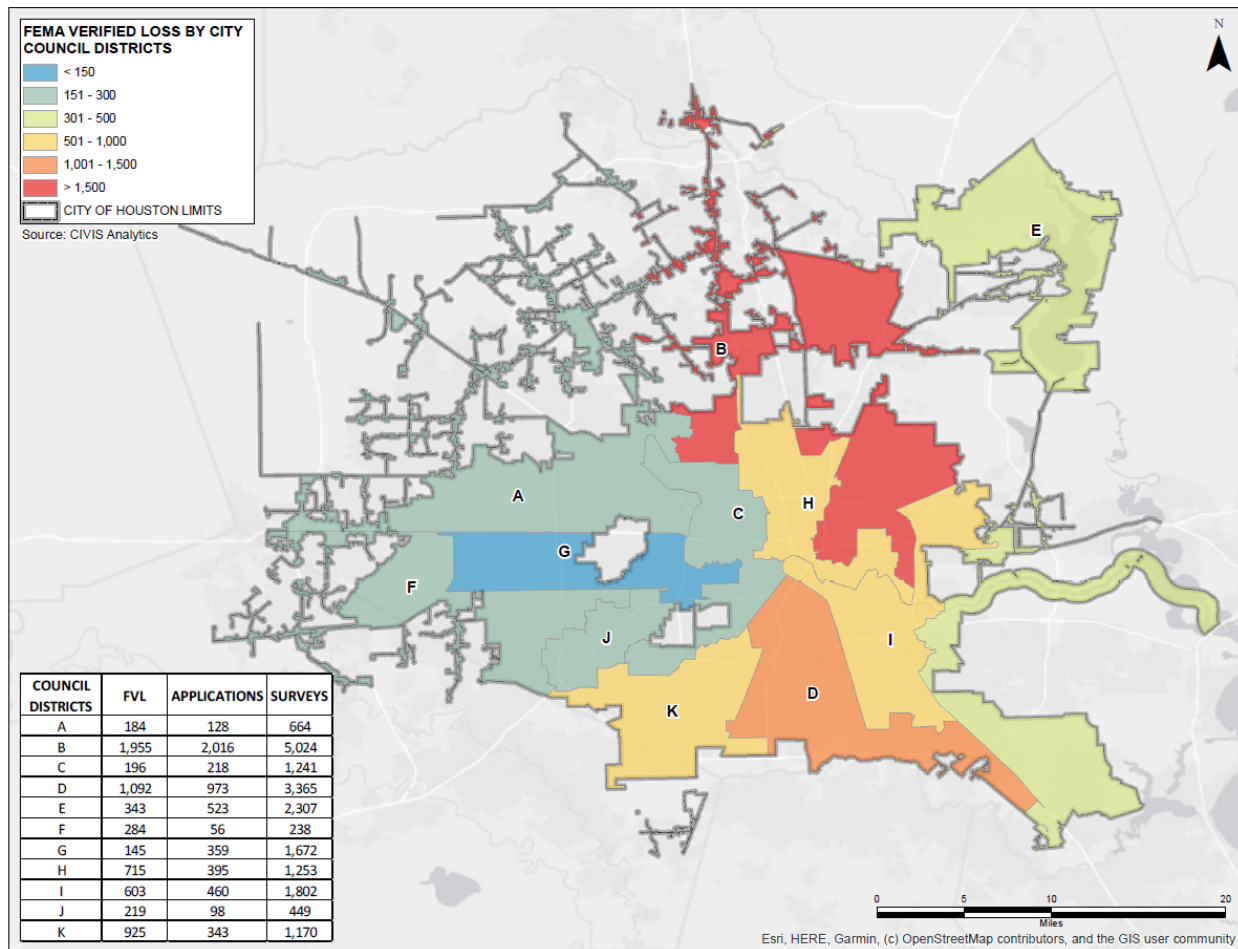 FEMA VERIFIED LOSS BY CITY
COUNCIL DISTRICTS
< 150
151 - 300
301 - 500
501 - 1,000
1,001 - 1,500
> 1,500
CITY OF HOUSTON LIMITS
Source: CIVIS Analytics
N
E
B
A
C
H
G
F
J
I
K
D
COUNCIL DISTRICTS FVL APPLICATIONS SURVEYS
A 184 128 664
B 1,955 2,016 5,024
C 196 218 1,241
D 1,092 973 3,365
E 343 523 2,307
F 284 56 238
G 145 359 1,672
H 715 395 1,253
I 603 460 1,802
J 219 98 449
K 925 343 1,170
0 5 10 20
Miles
Esri, HERE, Garmin, (c) OpenStreetMap contributors, and the GIS user community